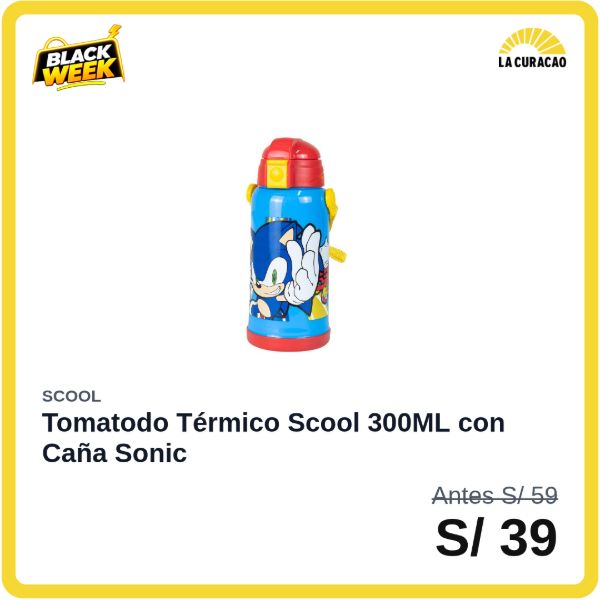 BLACK
WEEK
LA CURACAO
SCOOL
Tomatodo Térmico Scool 300ML con
Caña Sonic
Antes S/ 59
S/ 39